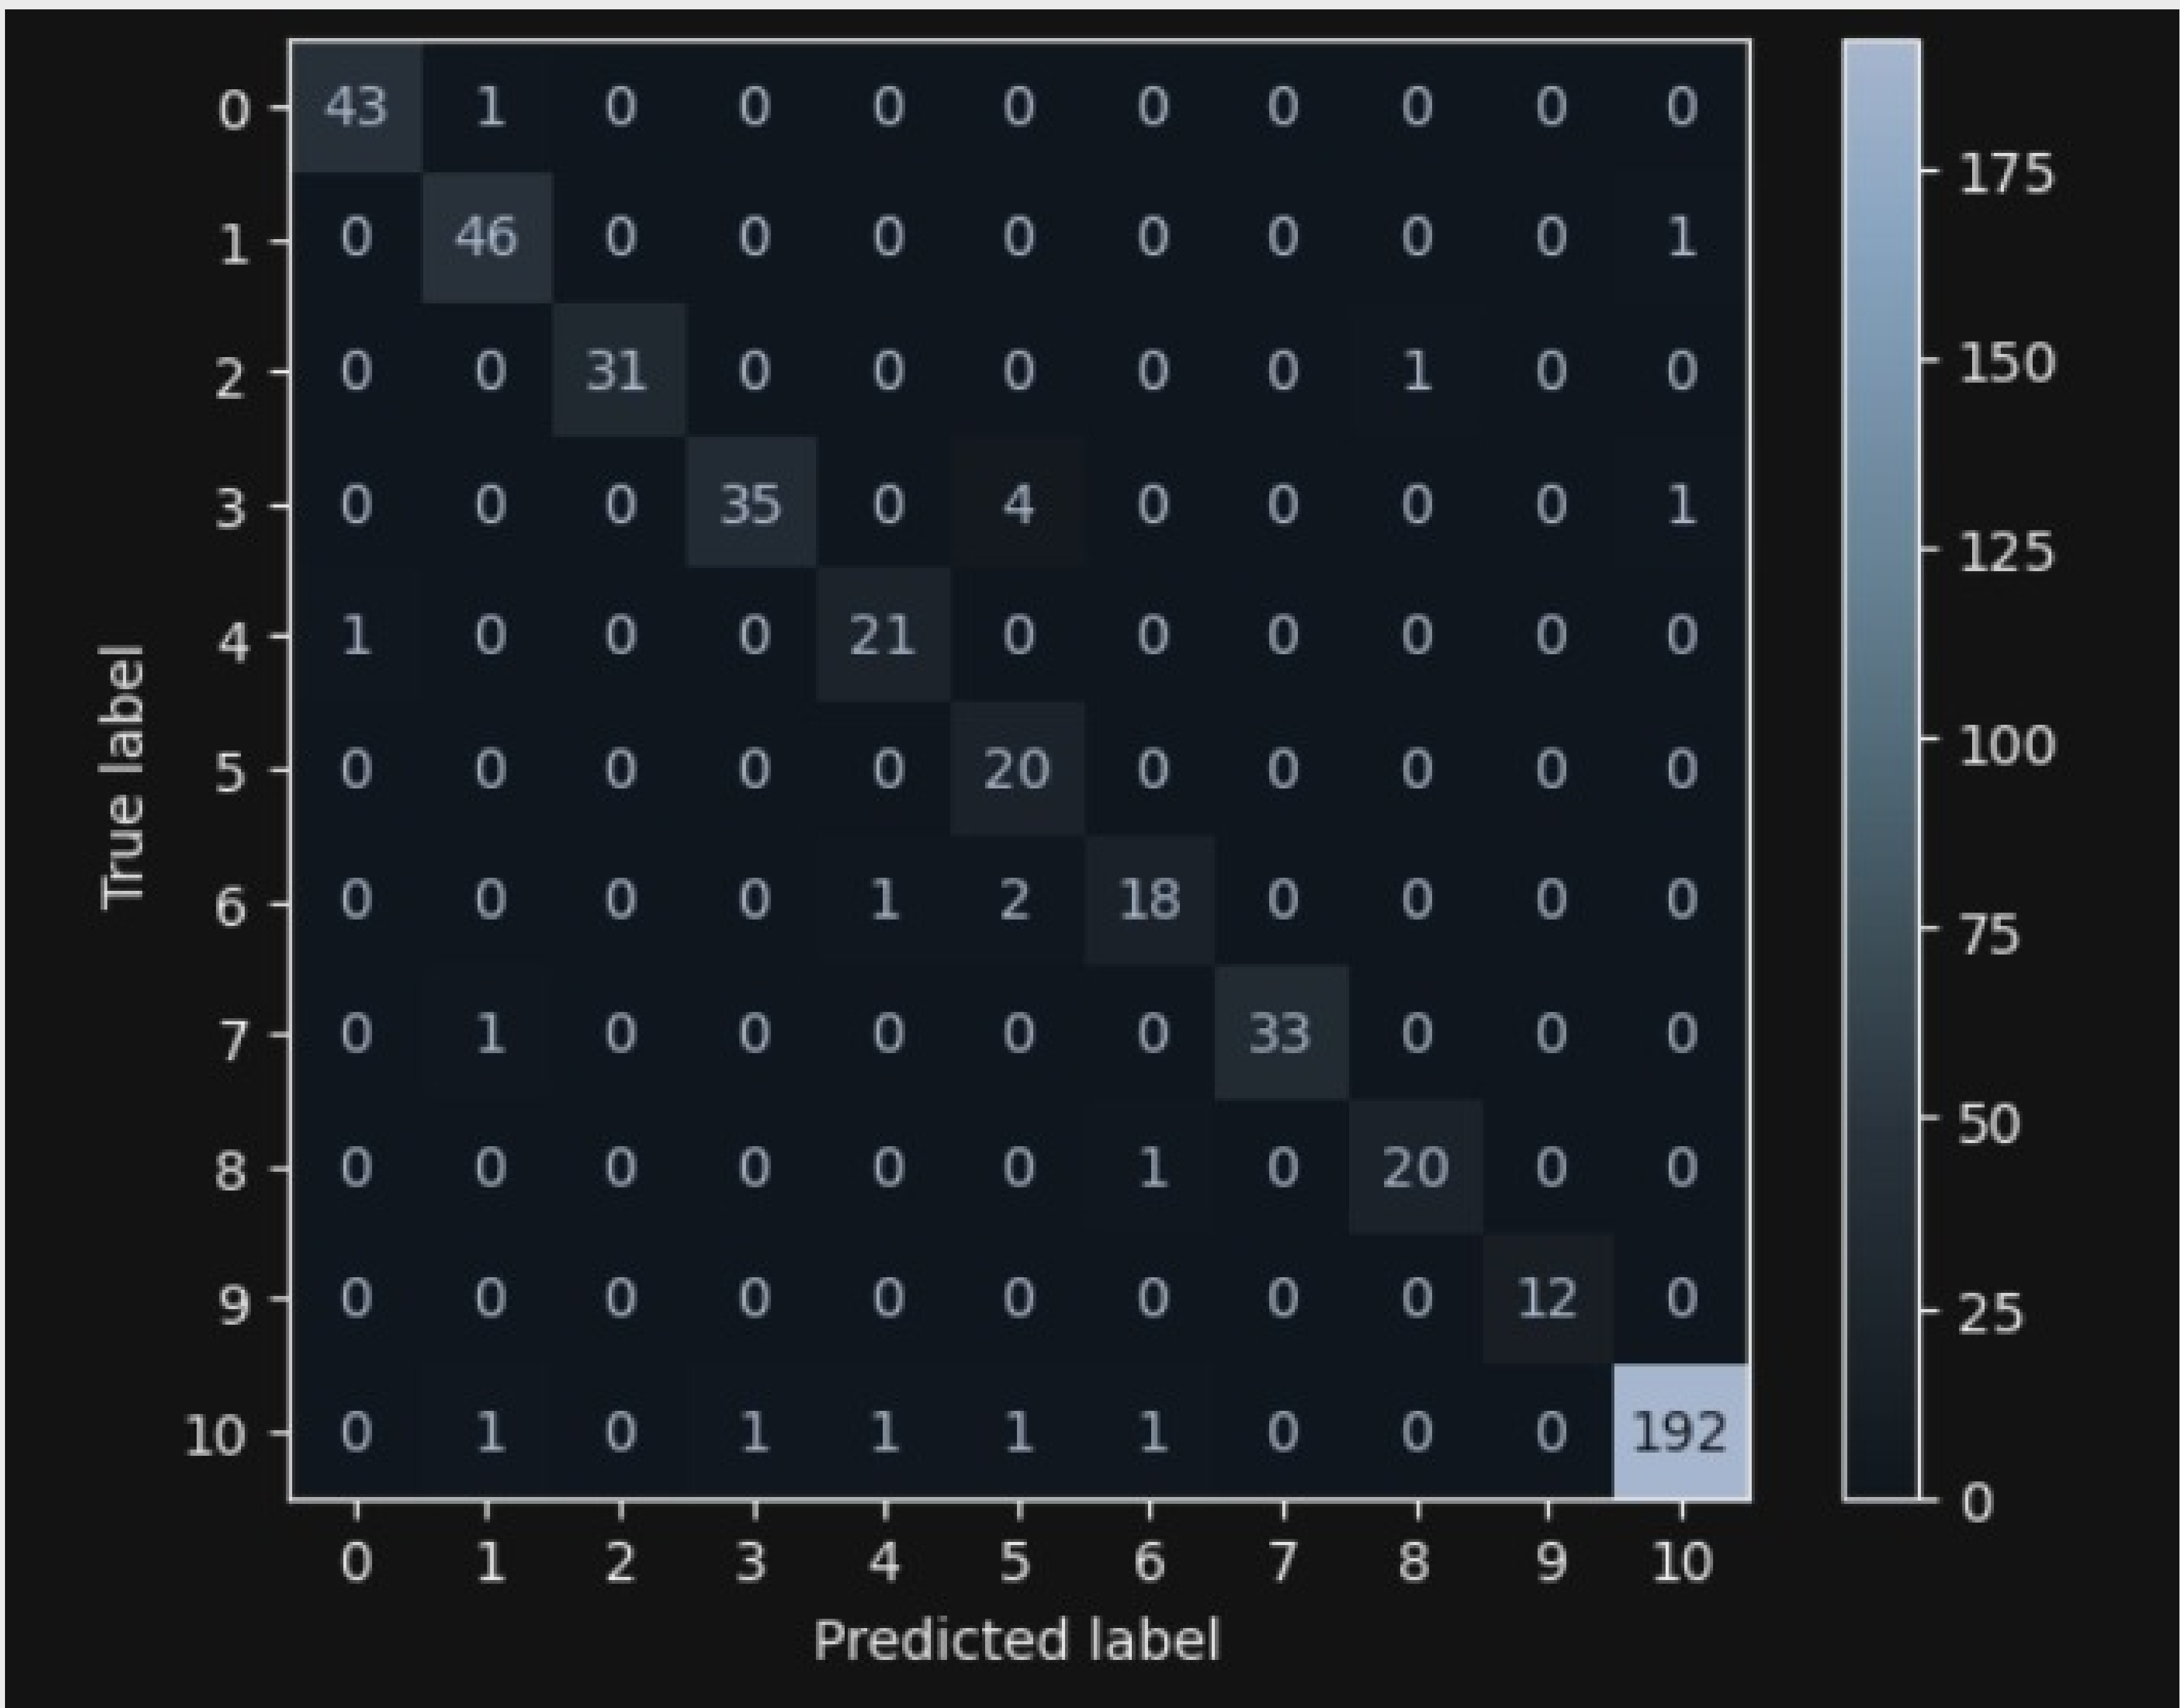 0 43 1 0 0 0 0 0 0 0 0 0
175
1 0 46 0 0 0 0 0 0 0 0 1
2 0 0 31 0 0 0 0 0 1 0 0
150
3 0 0 0 35 0 4 0 0 0 0 1
125
4 1 0 0 0 21 0 0 0 0 0 0
True label
5 0 0 0 0 0 20 0 0 0 0 0
100
6 0 0 0 0 1 2 18 0 0 0 0
75
7 0 1 0 0 0 0 0 33 0 0 0
8 0 0 0 0 0 0 1 0 20 0 0
50
9 0 0 0 0 0 0 0 0 0 12 0
25
10 0 1 0 1 1 1 1 0 0 0 192
0
0 1 2 3 4 5 6 7 8 9 10
Predicted label